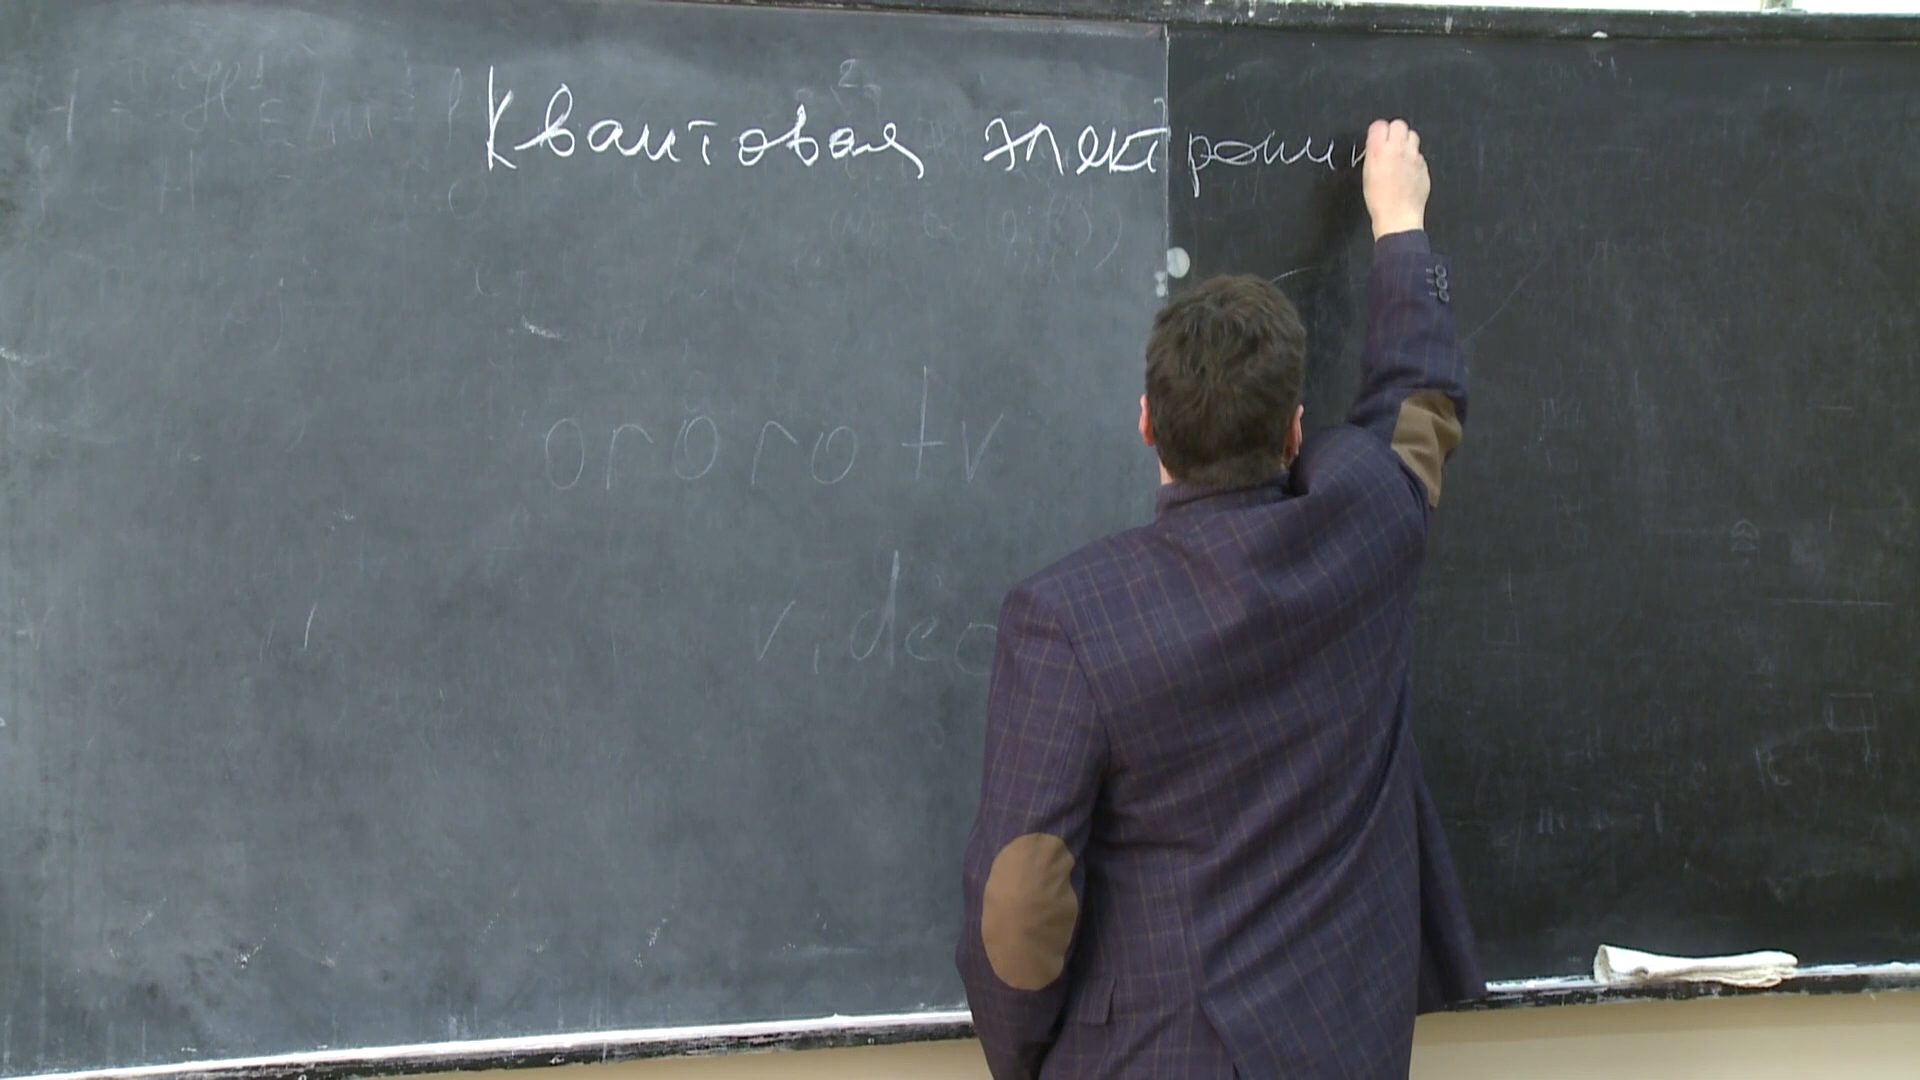 Квантовая электрони
ororo tv
video